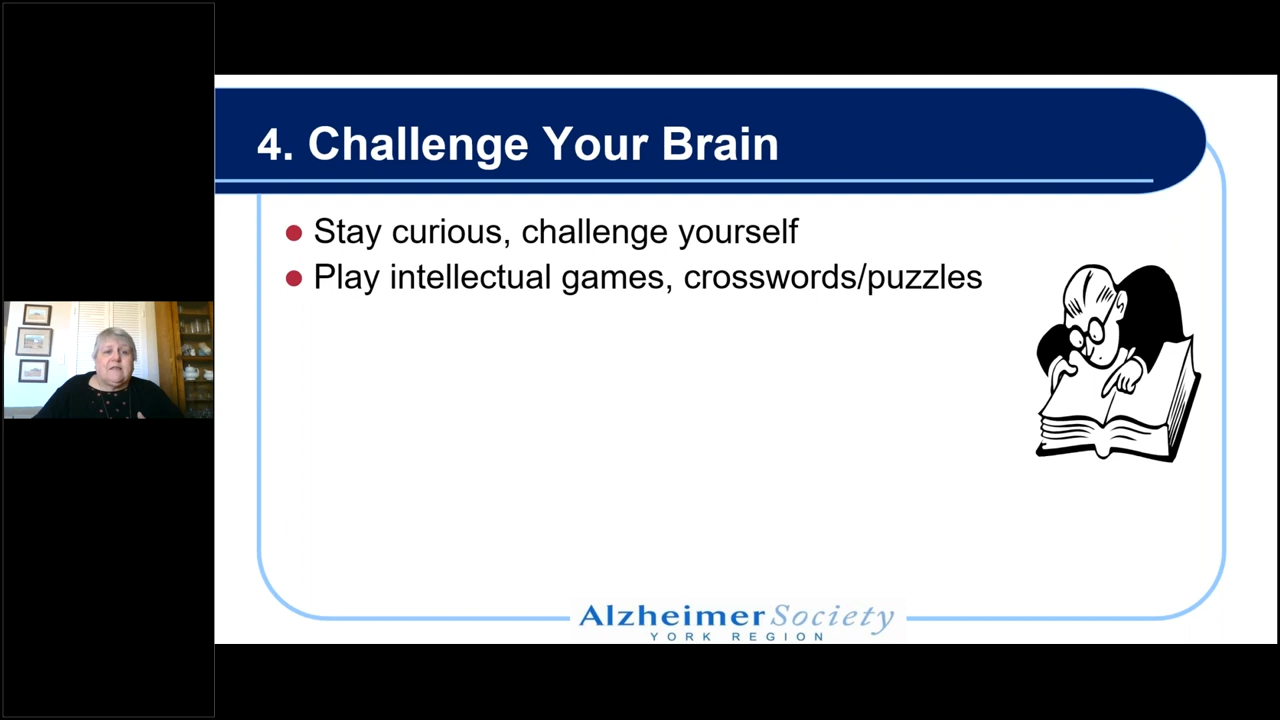 4. Challenge Your Brain
Stay curious, challenge yourself
Play intellectual games, crosswords/puzzles
Alzheimer Society
YORK REGION